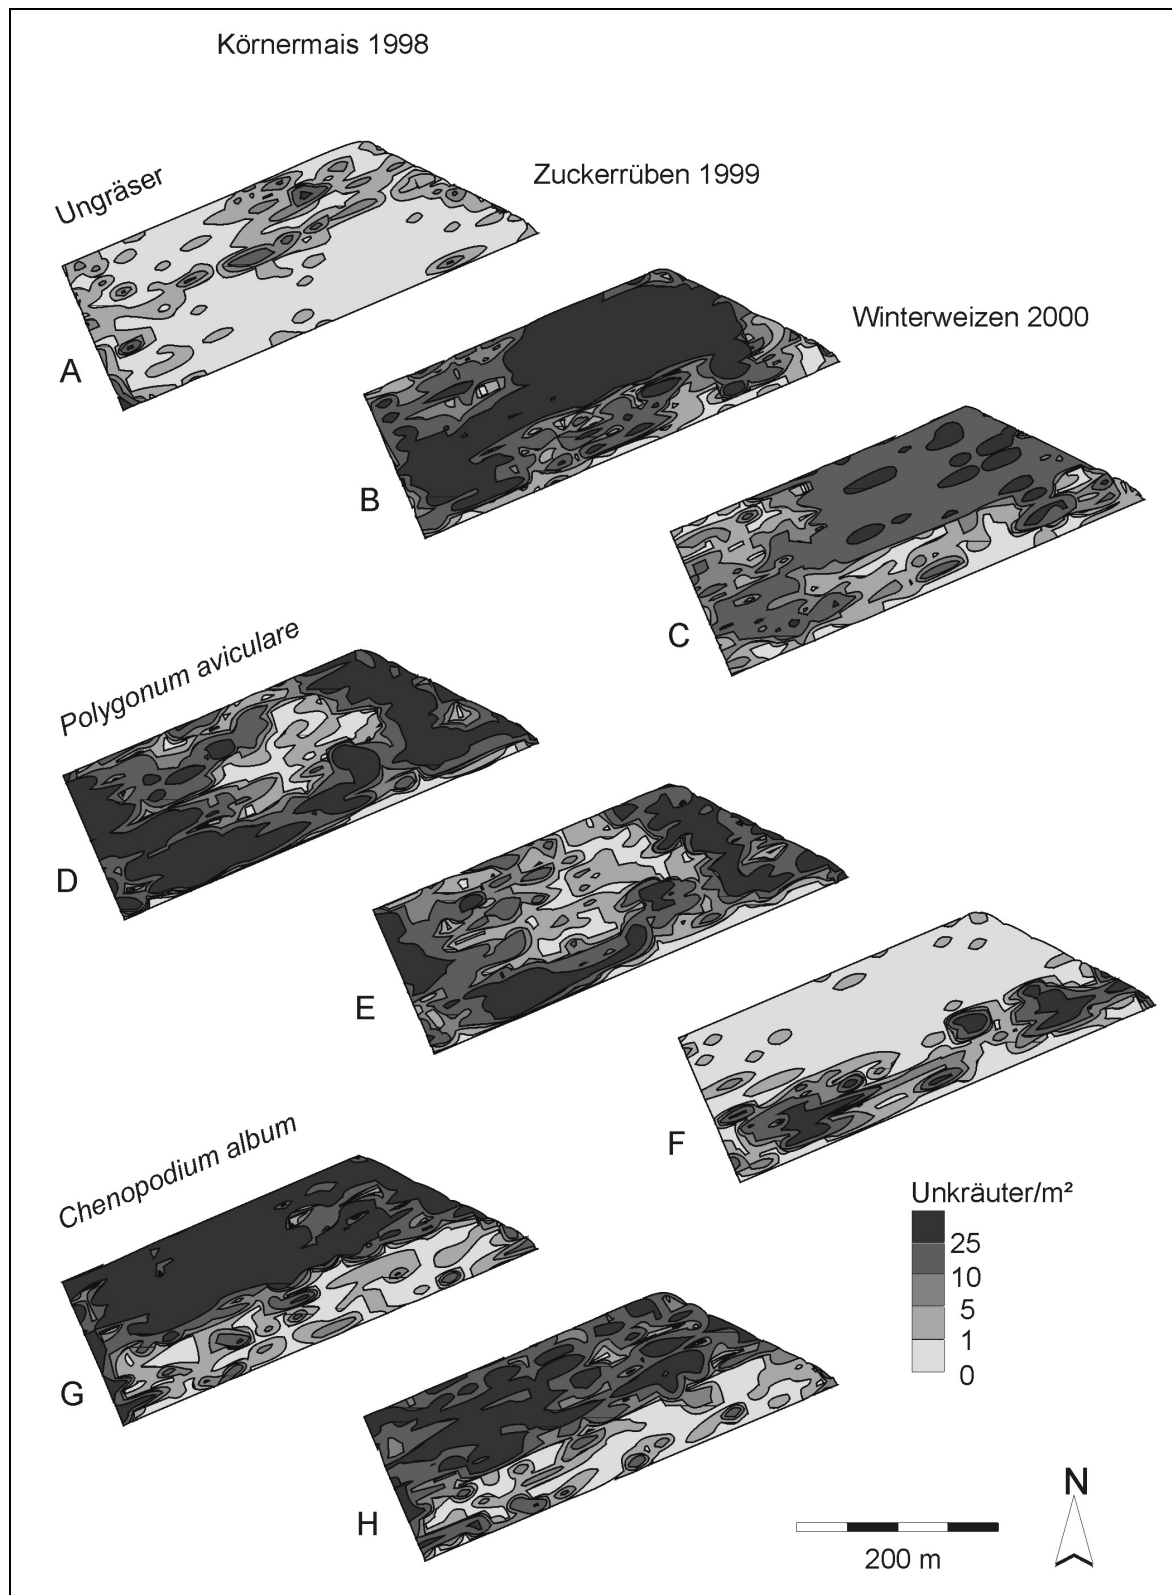 Körnermais 1998
Ungräser
Zuckerrüben 1999
A
Winterweizen 2000
B
C
Polygonum aviculare
D
E
F
Chenopodium album
G
H
Unkräuter/m²
25
10
5
1
0
N
200 m